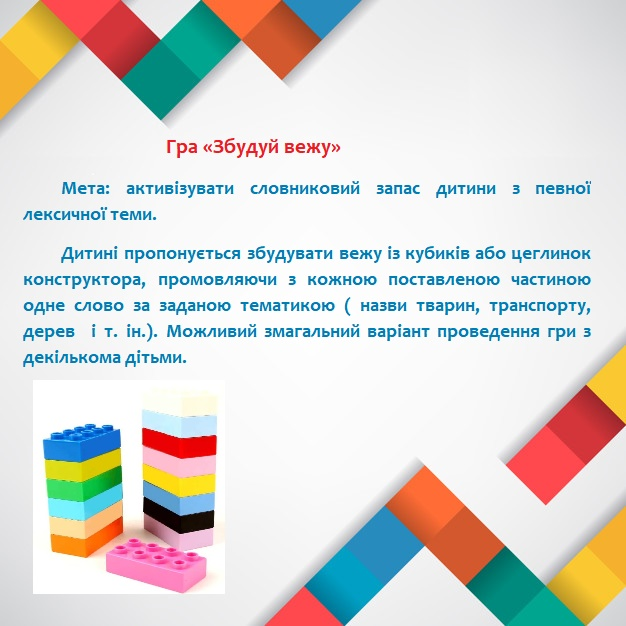 Гра «Збудуй вежу»
Мета: активізувати словниковий запас дитини з певної
лексичної теми.
Дитині пропонується збудувати вежу із кубиків або цеглинок
конструктора, промовляючи з кожною поставленою частиною
одне слово за заданою тематикою ( назви тварин, транспорту,
дерев і т. ін.). Можливий змагальний варіант проведення гри з
декількома дітьми.